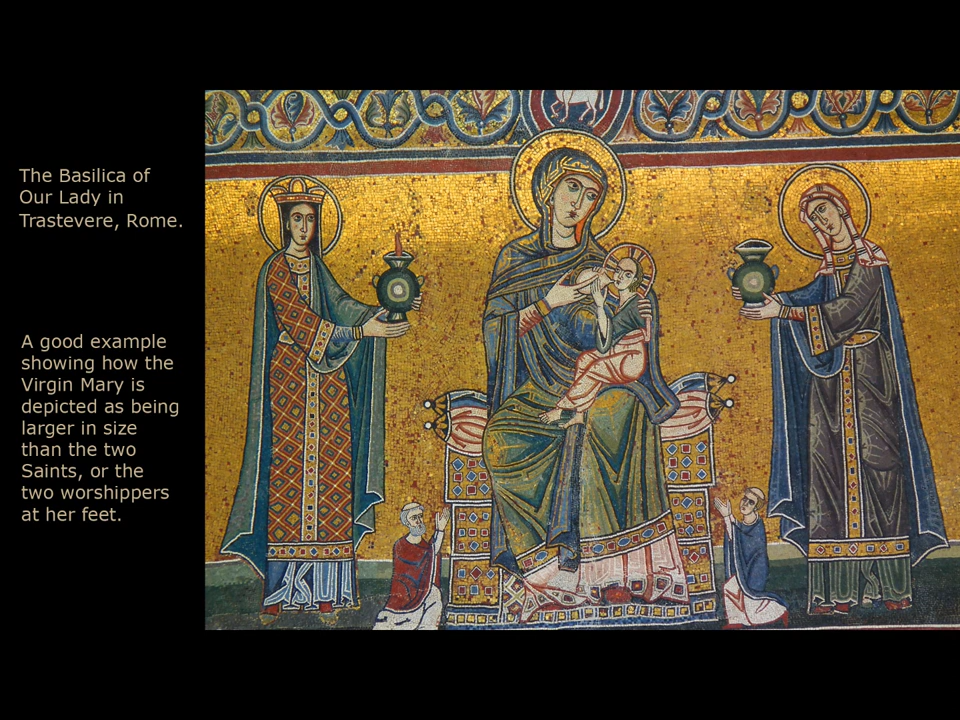 The Basilica of
Our Lady in
Trastevere, Rome.
A good example
showing how the
Virgin Mary is
depicted as being
larger in size
than the two
Saints, or the
two worshippers
at her feet.